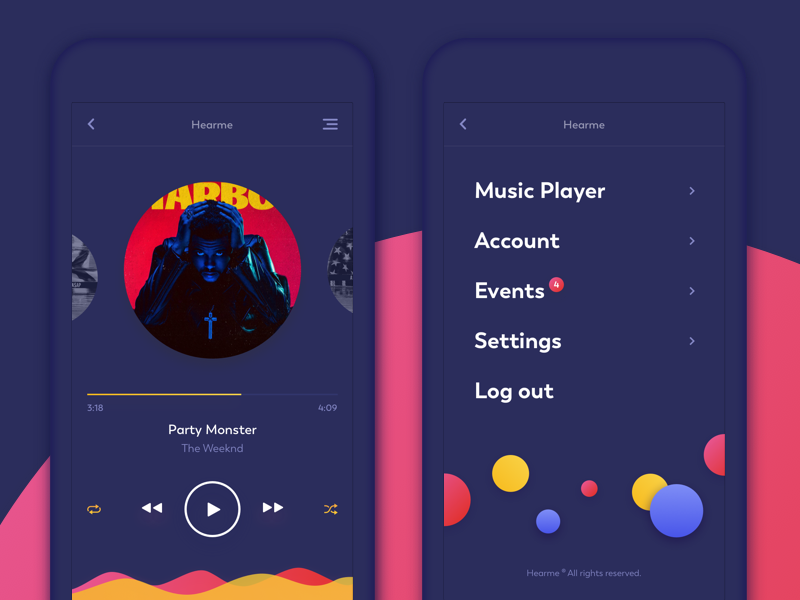 Hearme
STARBOY
3:18
4:09
Party Monster
The Weeknd
Hearme
Music Player
Account
Events 4
Settings
Log out
Hearme ® All rights reserved.